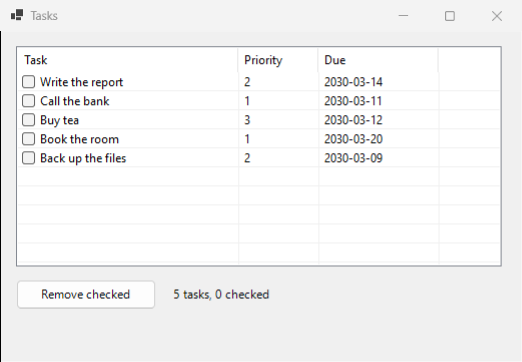 Tasks
Task Priority Due
Write the report 2 2030-03-14
Call the bank 1 2030-03-11
Buy tea 3 2030-03-12
Book the room 1 2030-03-20
Back up the files 2 2030-03-09
Remove checked 5 tasks, 0 checked